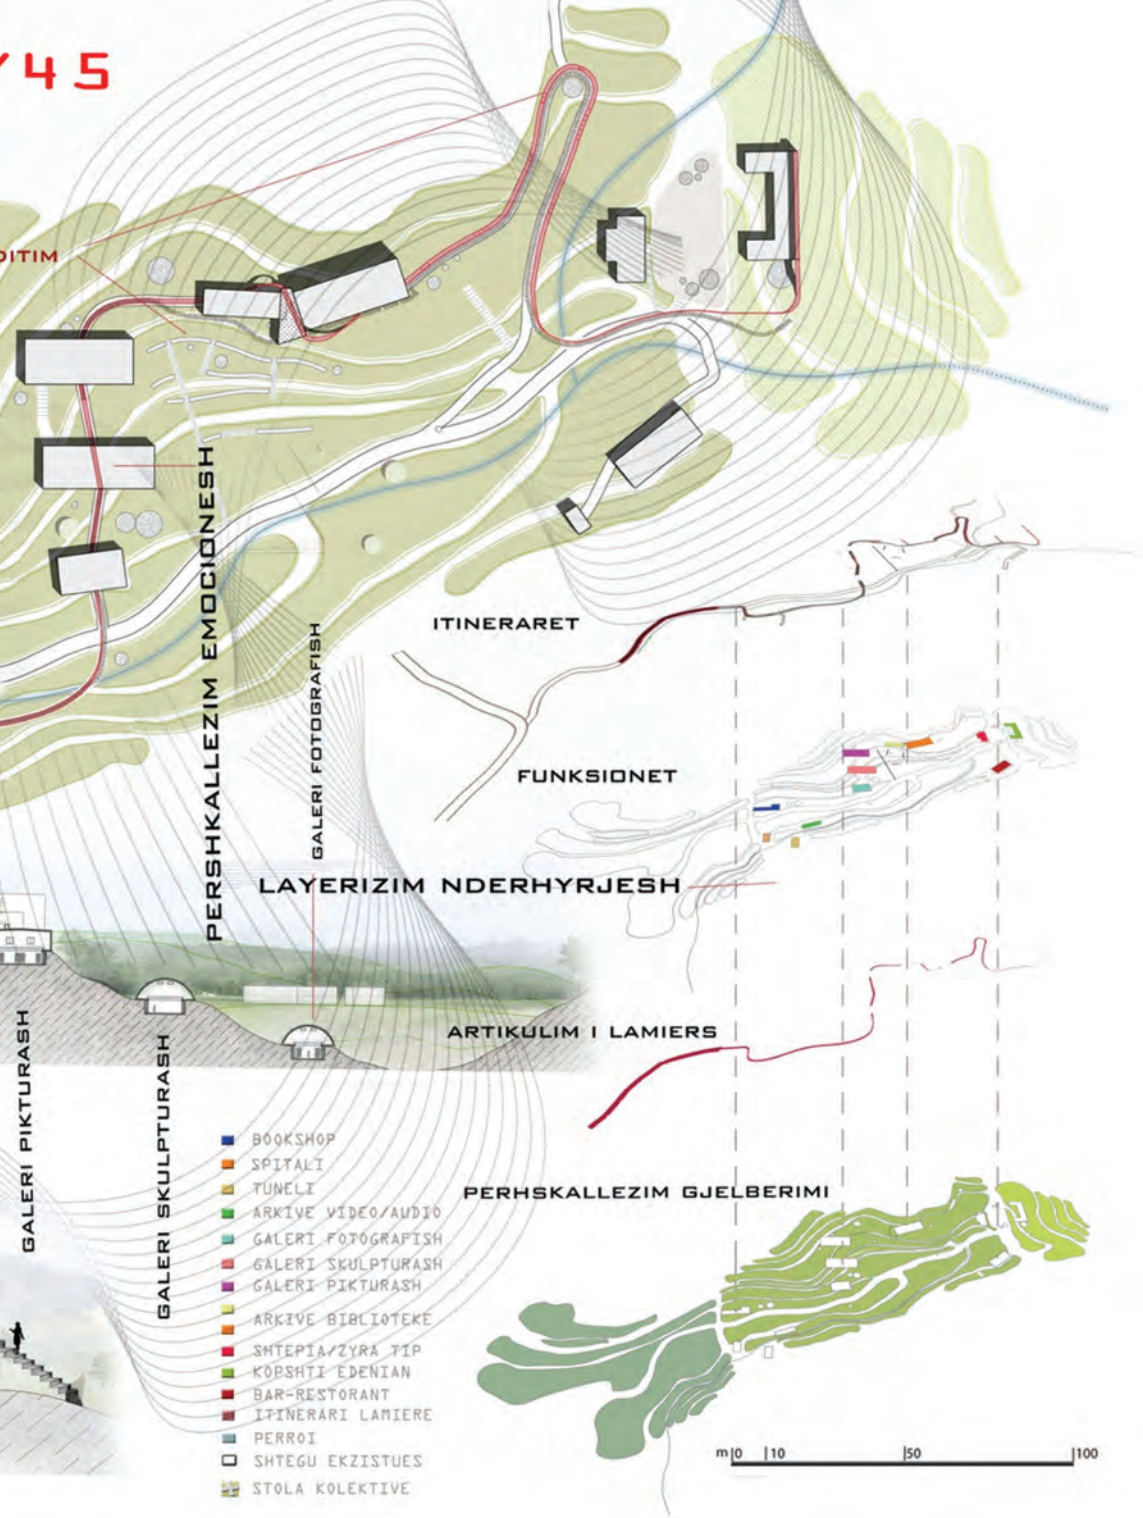 /45
DITIM
PERSHKALLEZIM EMOCIONESH
GALERI FOTOGRAFISH
ITINERARET
FUNKSIONET
LAYERIZIM NDERHYRJESH
ARTIKULIM I LAMIERS
GALERI PIKTURASH
GALERI SKULPTURASH
PERHSKALLEZIM GJELBERIMI
BOOKSHOP
SPITALI
TUNELI
ARKIVE VIDEO/AUDIO
GALERI FOTOGRAFISH
GALERI SKULPTURASH
GALERI PIKTURASH
ARKIVE BIBLIOTEKE
SHTEPIA/ZYRA TIP
KOPSHTI EDENIAN
BAR-RESTORANT
ITINERARI LAMIERE
PERROI
SHTEGU EKZISTUES
STOLA KOLEKTIVE
m|0 |10 |50 |100